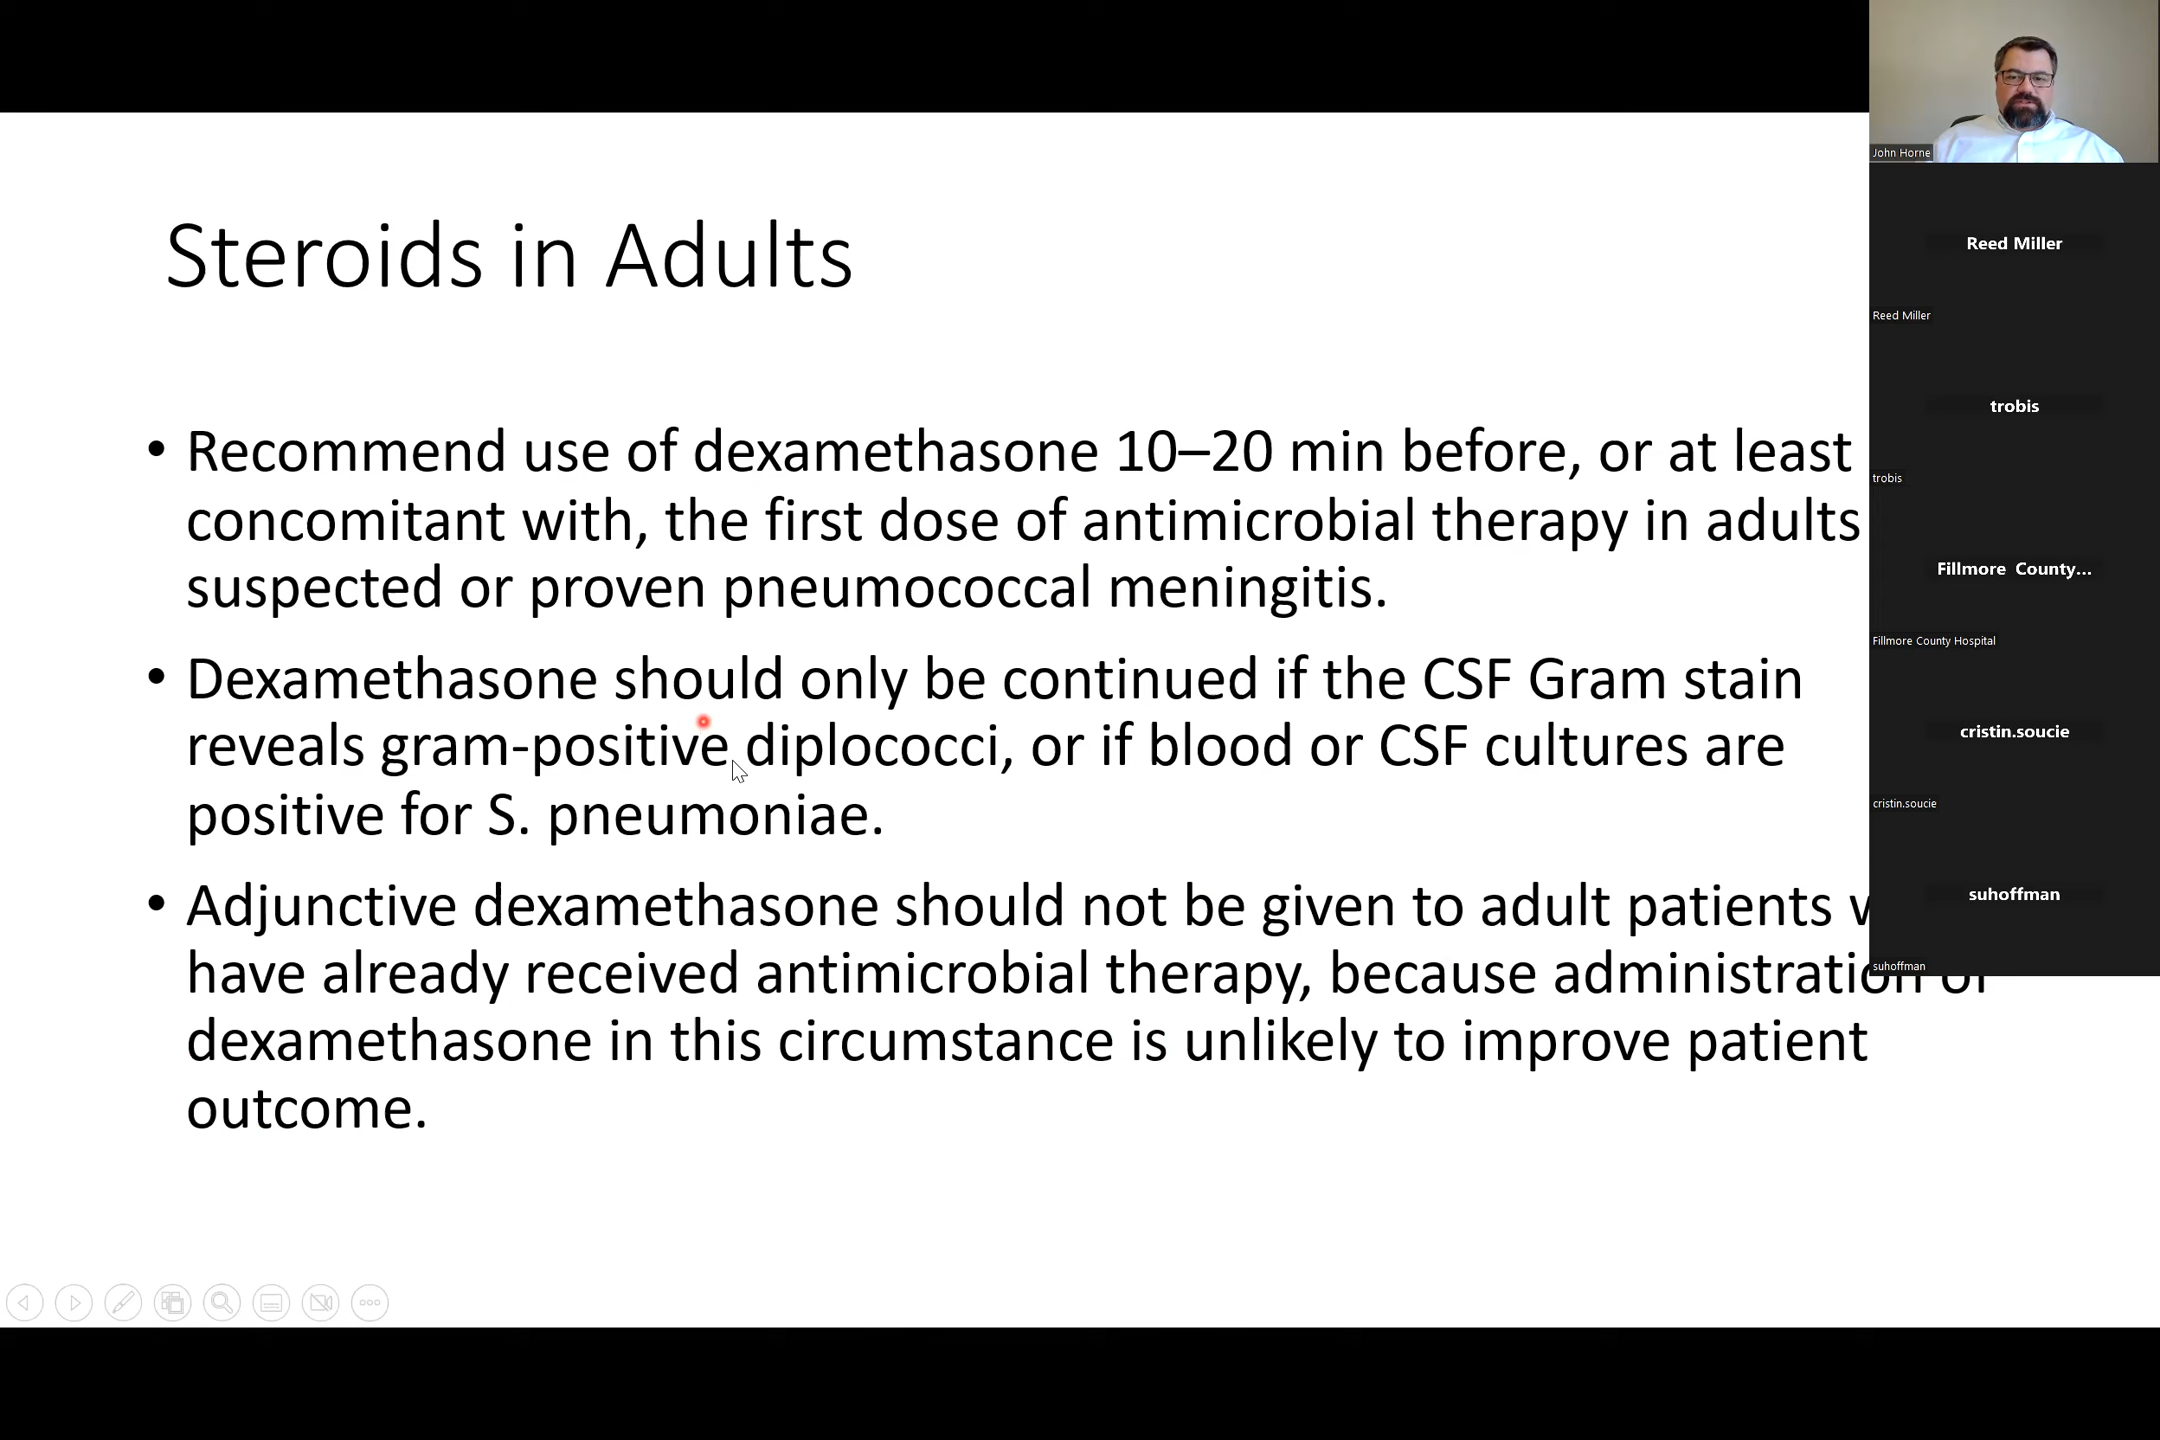 Steroids in Adults
• Recommend use of dexamethasone 10–20 min before, or at least
concomitant with, the first dose of antimicrobial therapy in adults
suspected or proven pneumococcal meningitis.
• Dexamethasone should only be continued if the CSF Gram stain
reveals gram-positive diplococci, or if blood or CSF cultures are
positive for S. pneumoniae.
• Adjunctive dexamethasone should not be given to adult patients
have already received antimicrobial therapy, because administration of
dexamethasone in this circumstance is unlikely to improve patient
outcome.
John Horne
Reed Miller
Reed Miller
trobis
trobis
Fillmore County...
Fillmore County Hospital
cristin.soucie
cristin.soucie
suhoffman
suhoffman